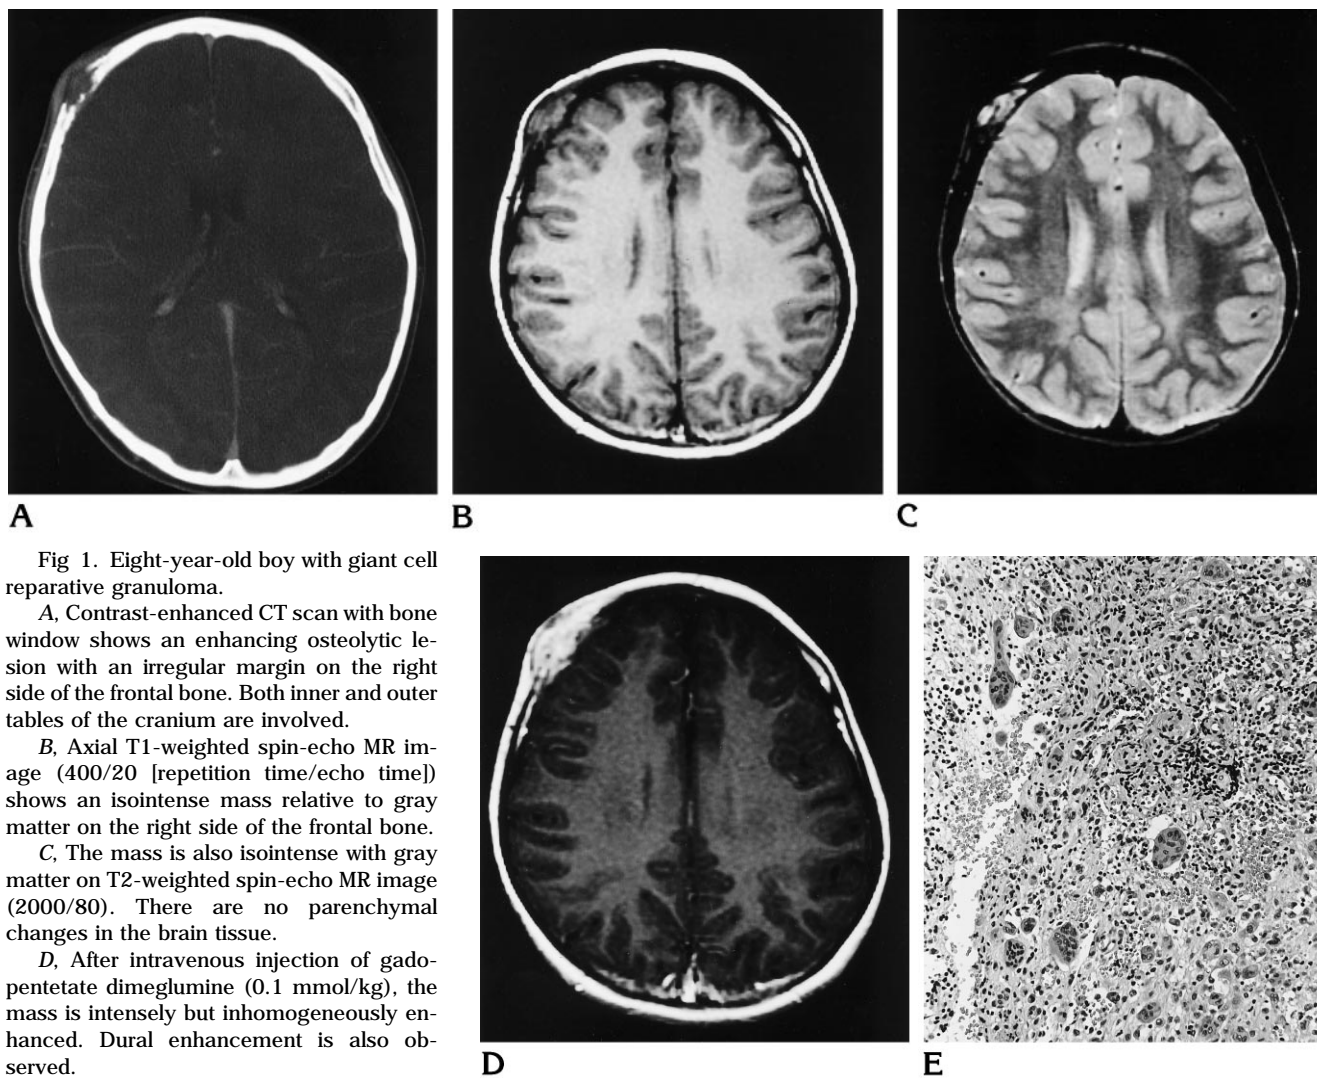 A
B
C
Fig 1. Eight-year-old boy with giant cell
reparative granuloma.
A, Contrast-enhanced CT scan with bone
window shows an enhancing osteolytic le-
sion with an irregular margin on the right
side of the frontal bone. Both inner and outer
tables of the cranium are involved.
B, Axial T1-weighted spin-echo MR im-
age (400/20 [repetition time/echo time])
shows an isointense mass relative to gray
matter on the right side of the frontal bone.
C, The mass is also isointense with gray
matter on T2-weighted spin-echo MR image
(2000/80). There are no parenchymal
changes in the brain tissue.
D, After intravenous injection of gado-
pentetate dimeglumine (0.1 mmol/kg), the
mass is intensely but inhomogeneously en-
hanced. Dural enhancement is also ob-
served.
D
E